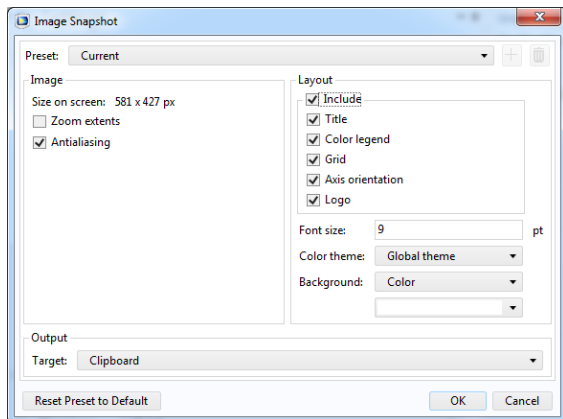 Image Snapshot
Preset: Current
Image
Size on screen: 581 x 427 px
Zoom extents
Antialiasing
Layout
Include
Title
Color legend
Grid
Axis orientation
Logo
Font size: 9 pt
Color theme: Global theme
Background: Color
Output
Target: Clipboard
Reset Preset to Default OK Cancel